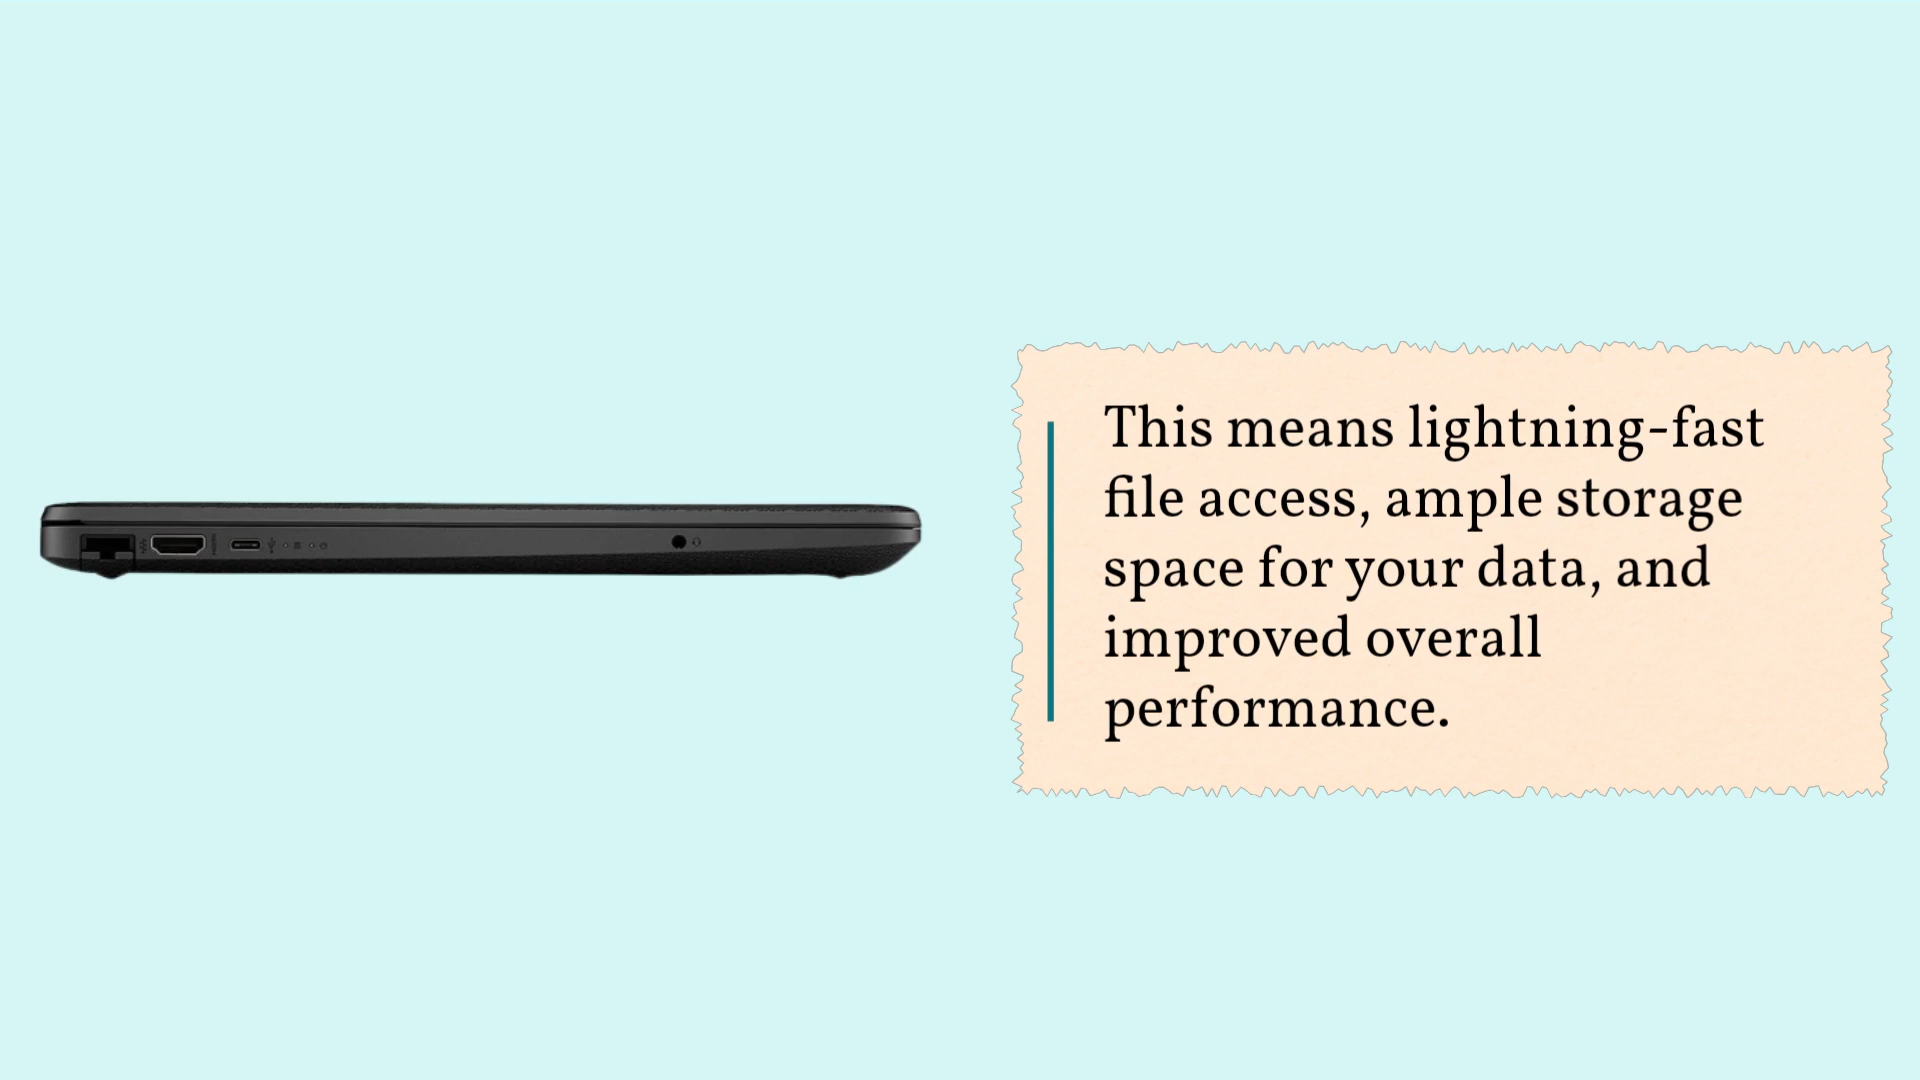 This means lightning-fast
file access, ample storage
space for your data, and
improved overall
performance.